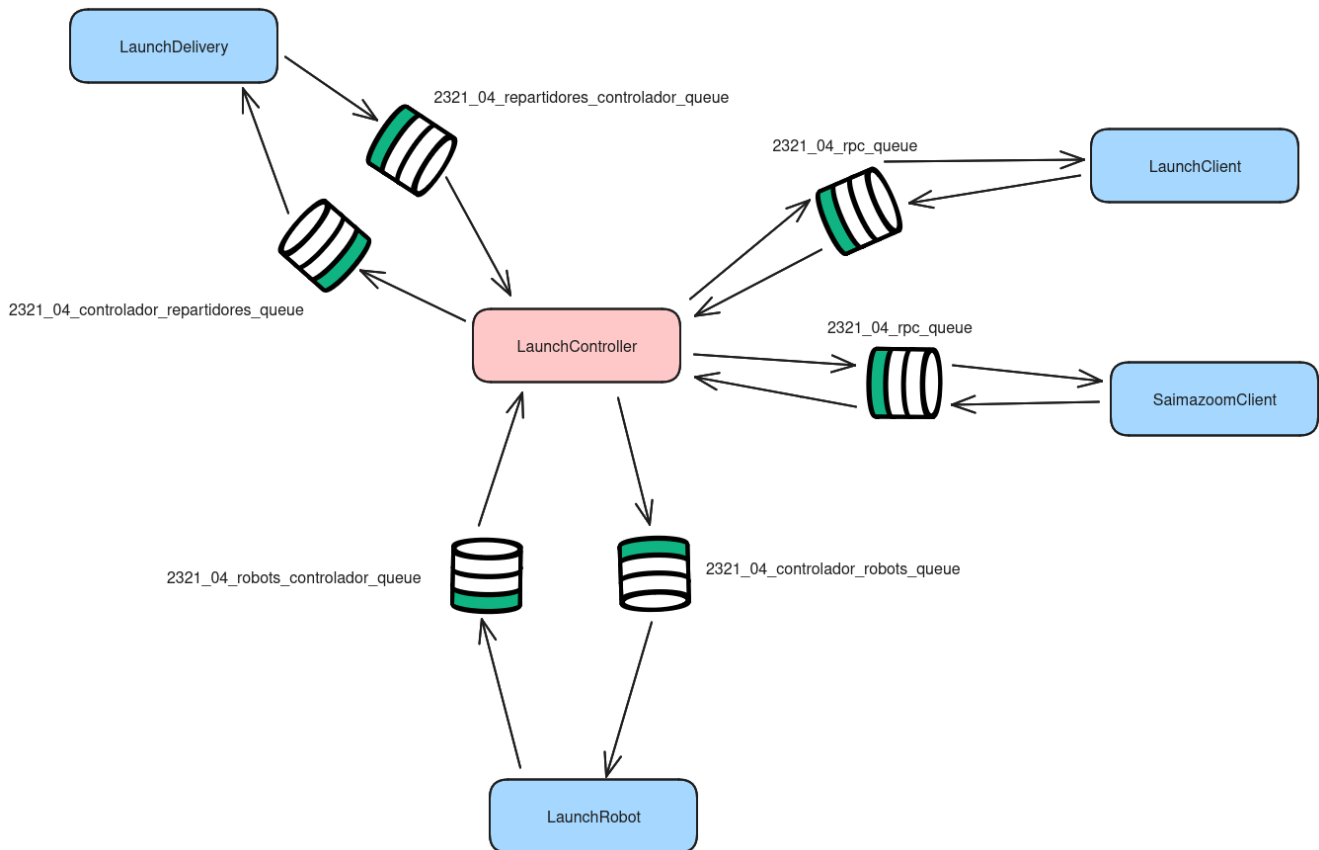 LaunchDelivery
2321_04_repartidores_controlador_queue
2321_04_rpc_queue
LaunchClient
2321_04_controlador_repartidores_queue
LaunchController
2321_04_rpc_queue
SaimazoomClient
2321_04_robots_controlador_queue
2321_04_controlador_robots_queue
LaunchRobot